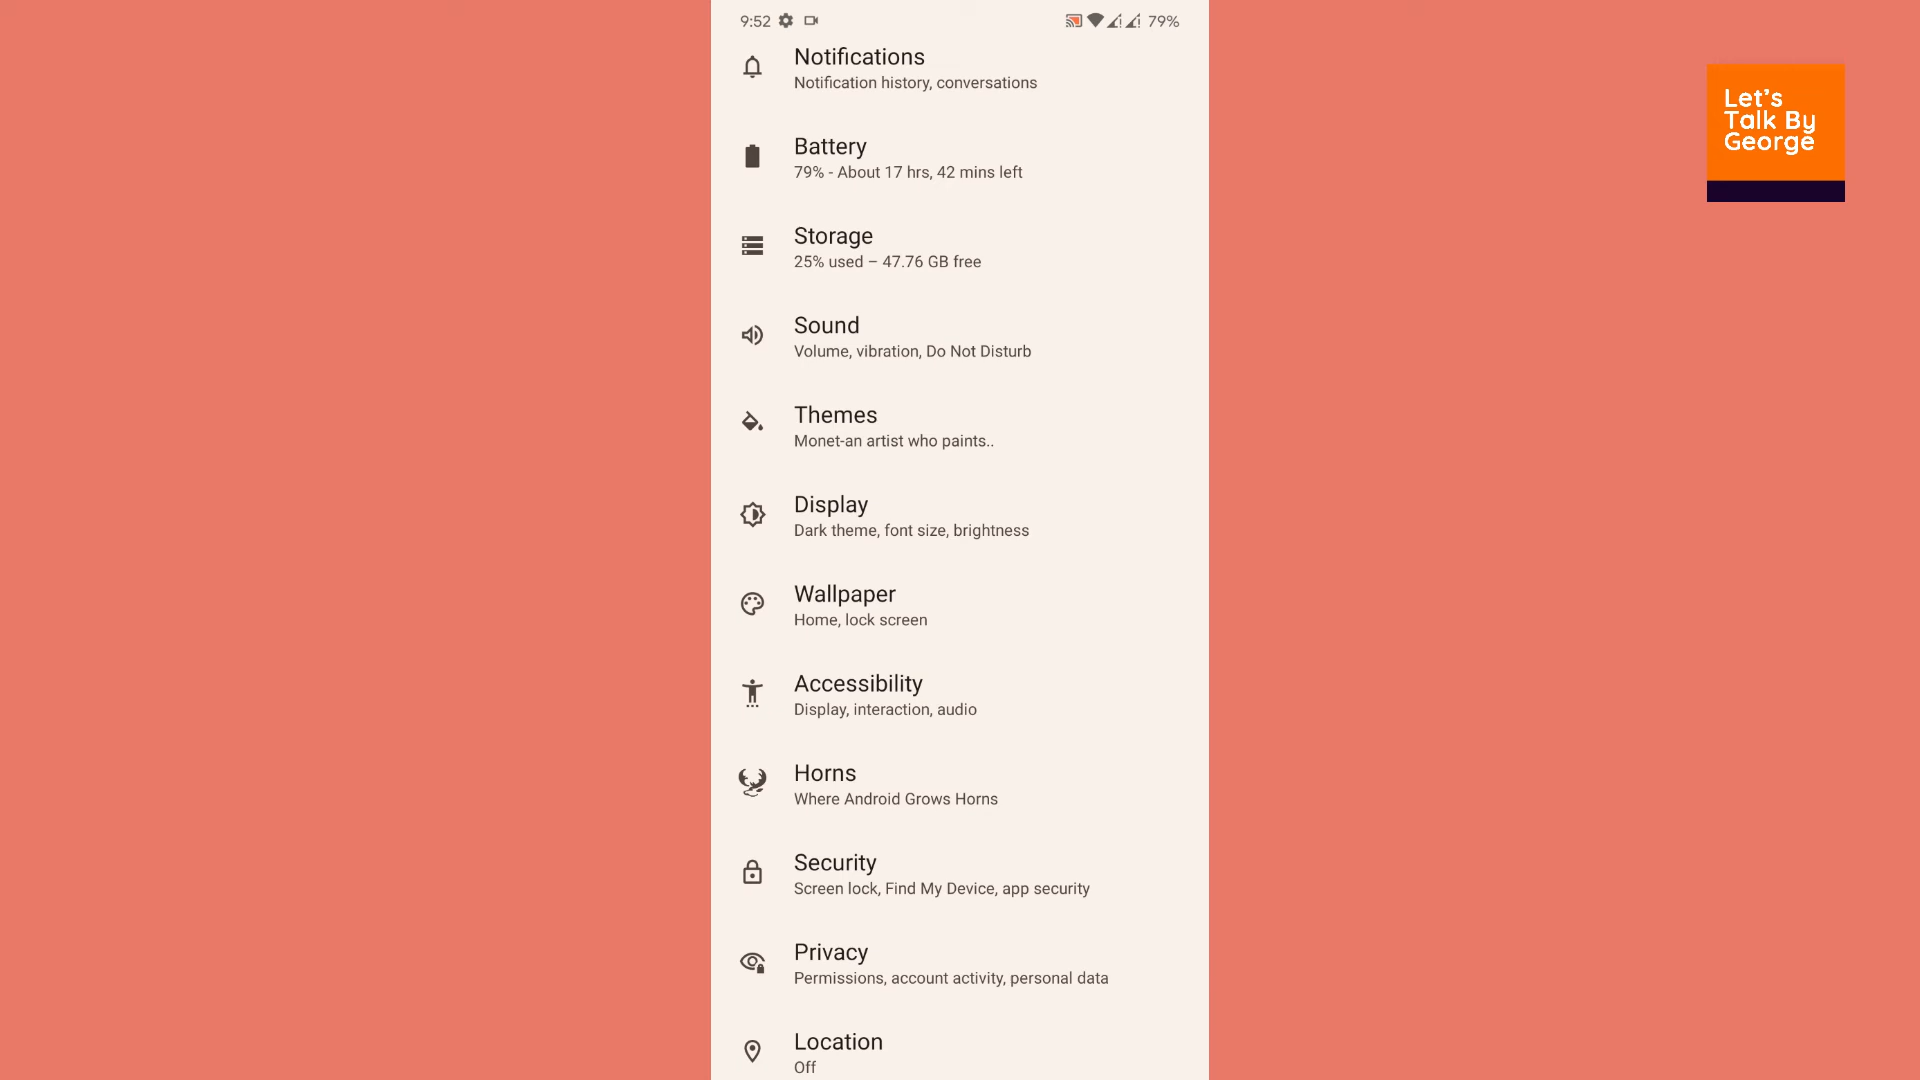 9:52
79%
Notifications
Notification history, conversations
Battery
79% - About 17 hrs, 42 mins left
Storage
25% used – 47.76 GB free
Sound
Volume, vibration, Do Not Disturb
Themes
Monet-an artist who paints..
Display
Dark theme, font size, brightness
Wallpaper
Home, lock screen
Accessibility
Display, interaction, audio
Horns
Where Android Grows Horns
Security
Screen lock, Find My Device, app security
Privacy
Permissions, account activity, personal data
Location
Off
Let's
Talk By
George